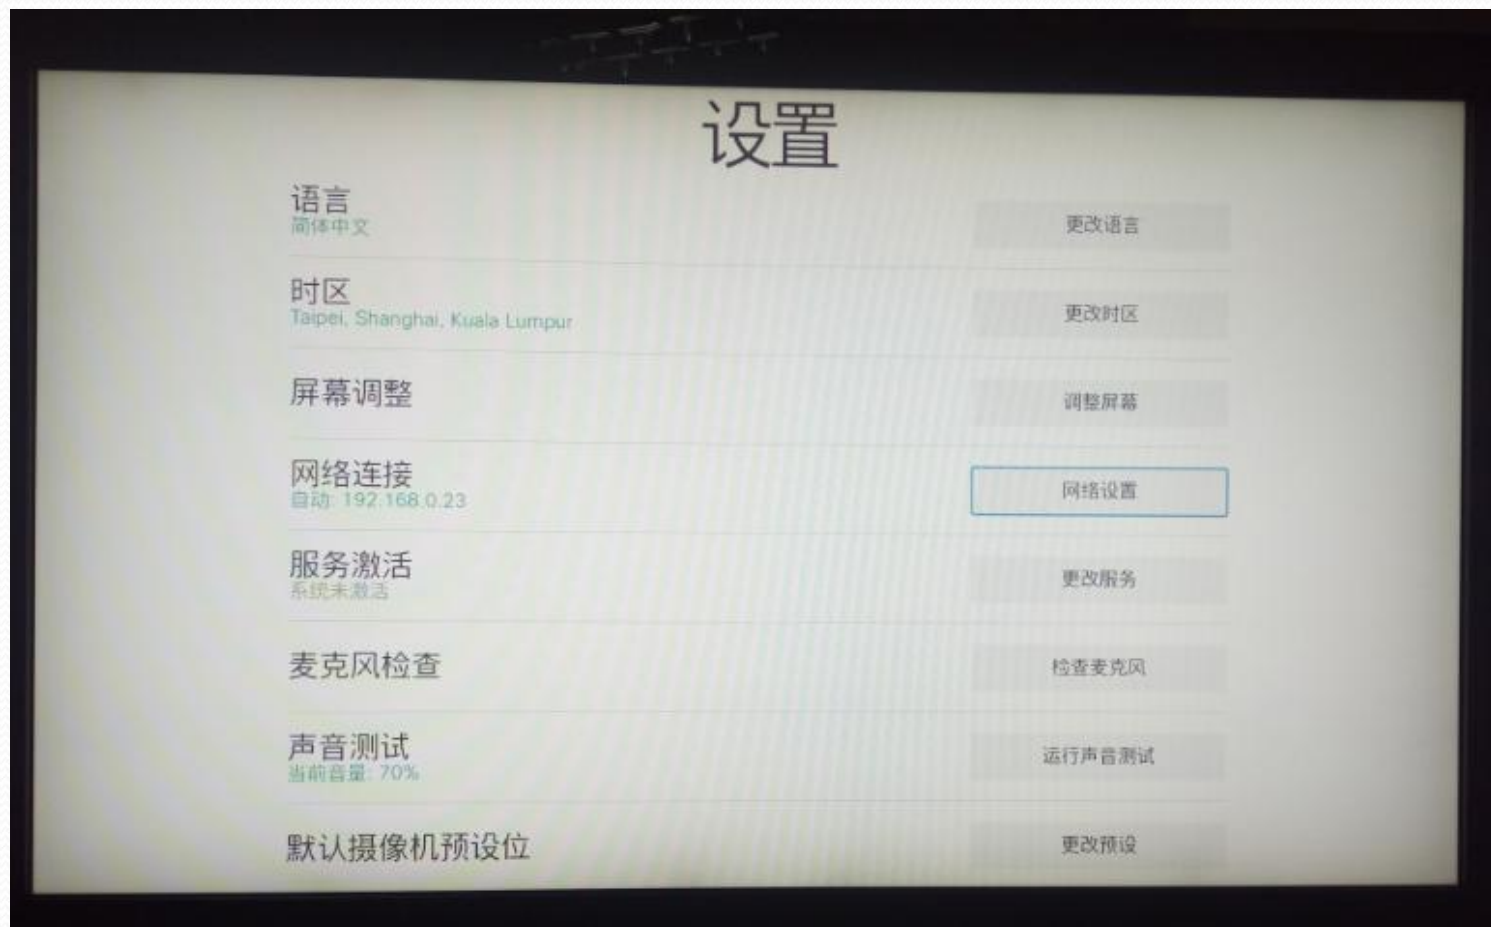 设置
语言
简体中文
更改语言
时区
Taipei, Shanghai, Kuala Lumpur
更改时区
屏幕调整
调整屏幕
网络连接
自动: 192.168.0.23
网络设置
服务激活
系统未激活
更改服务
麦克风检查
检查麦克风
声音测试
当前音量: 70%
运行声音测试
默认摄像机预设位
更改预设